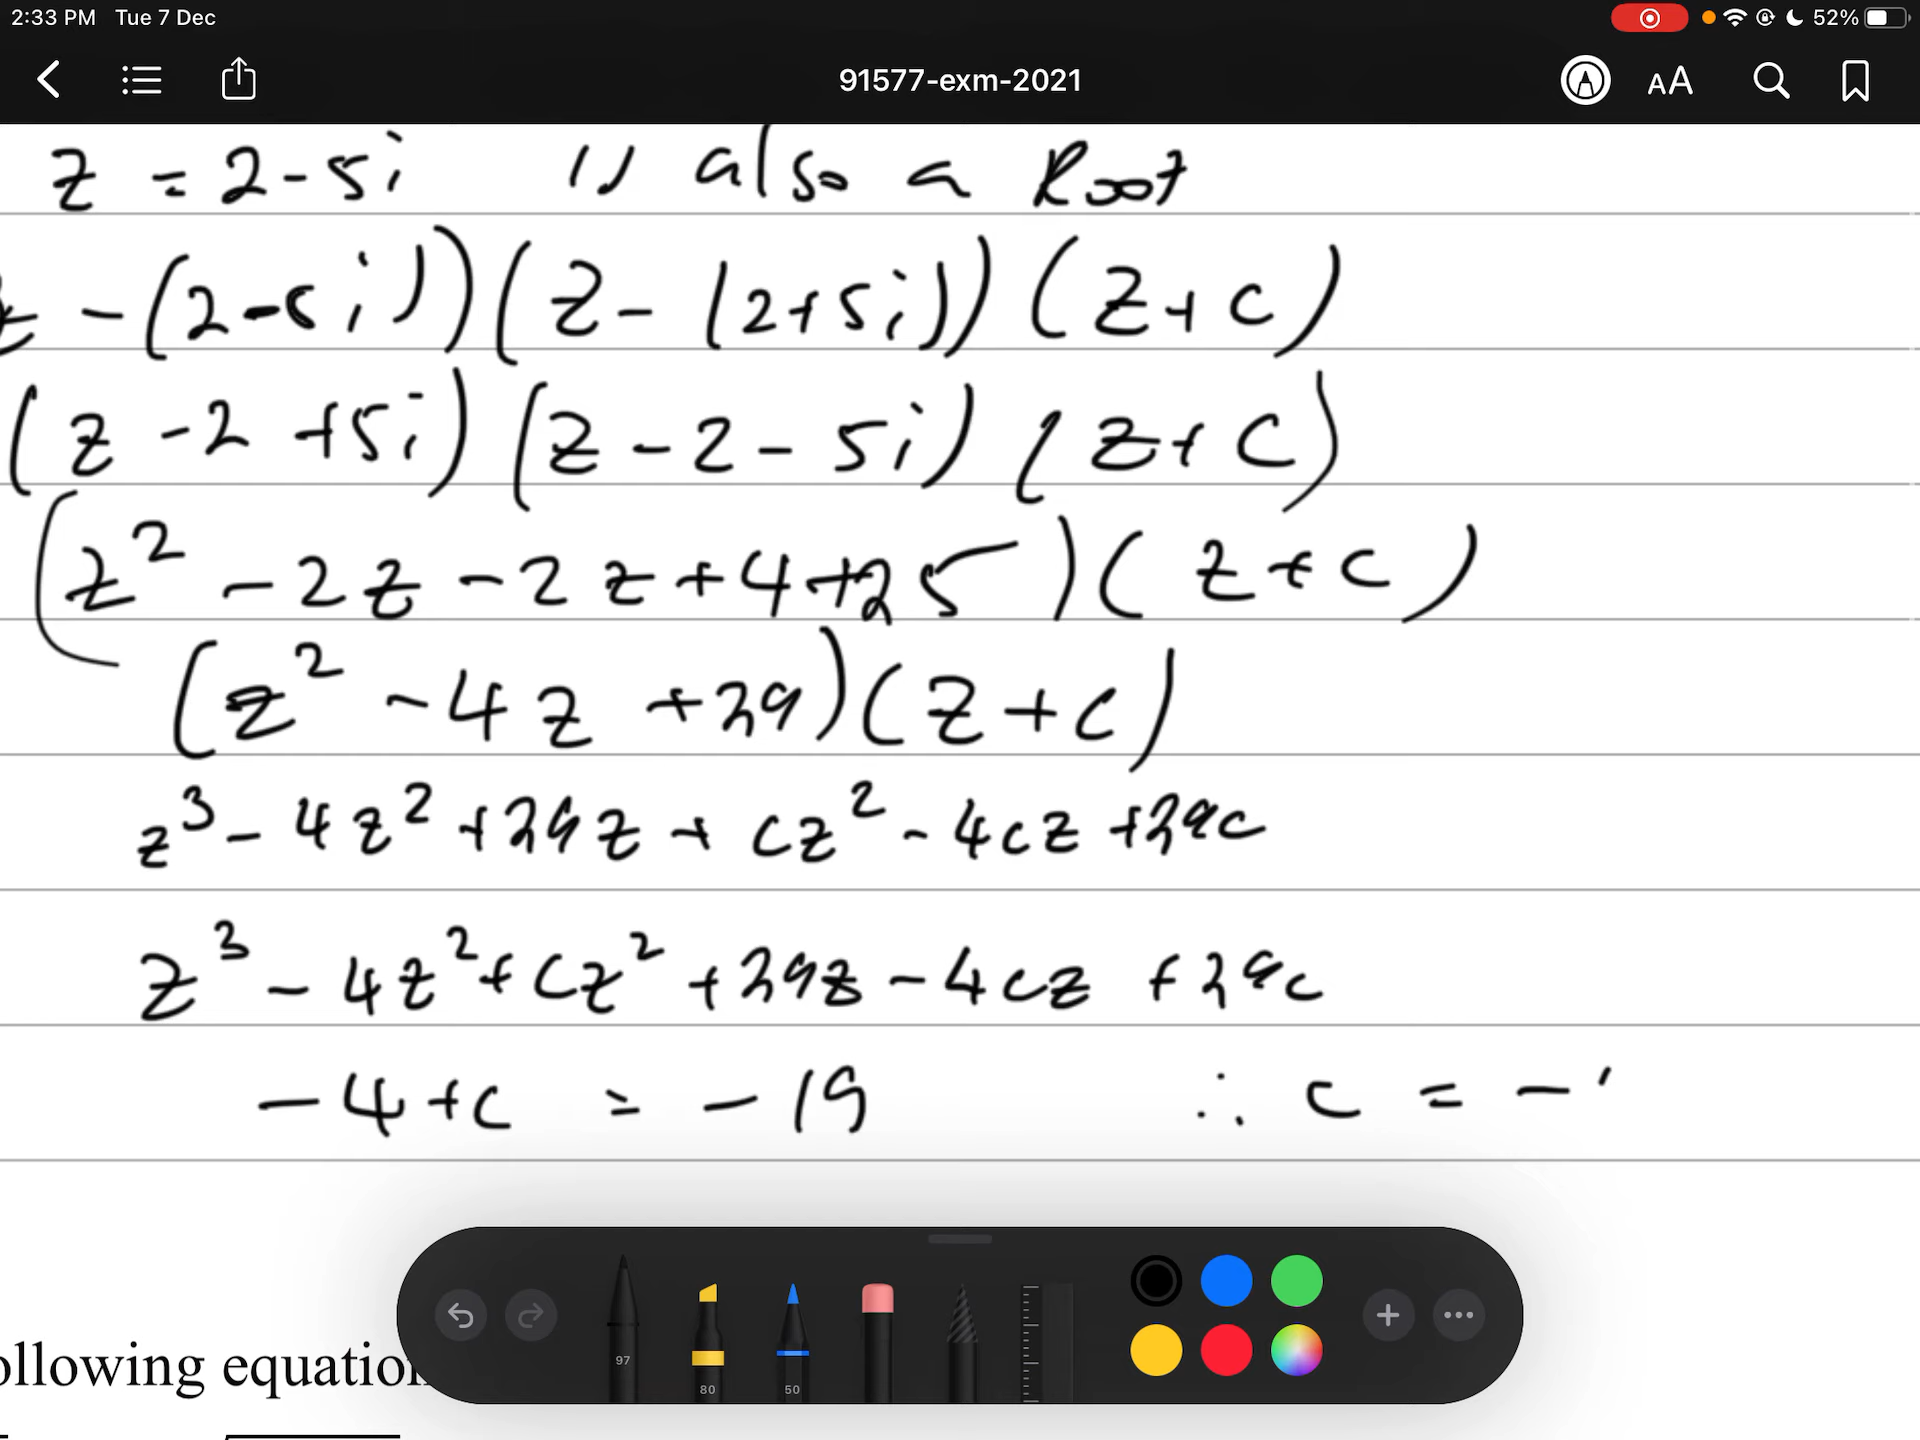 2:33 PM Tue 7 Dec 52%
91577-exm-2021
z = 2-5i is also a Root
z -(2-5i))(z-(2+5i))(z+c)
(z -2 +5i)(z-2-5i)(z+c)
(z² -2z -2z+4+25)(z+c)
(z² -4z +29)(z+c)
z³ - 4z² +29z + cz² - 4cz +29c
z³ - 4z² + cz² +29z - 4cz +29c
-4+c = -19 ∴ c = -
97 80 50
ollowing equation